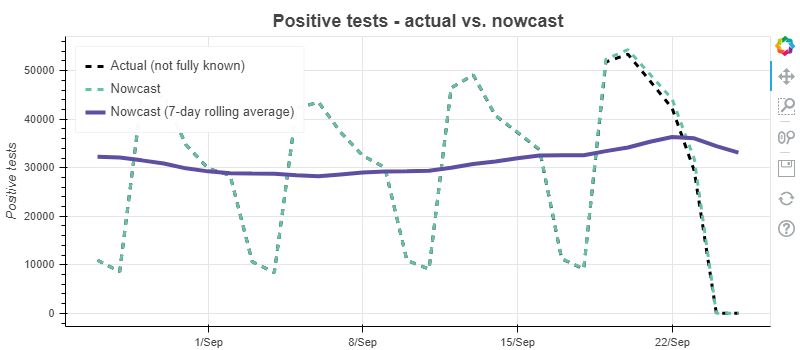 Positive tests - actual vs. nowcast
Actual (not fully known)
Nowcast
Nowcast (7-day rolling average)
Positive tests
50000
40000
30000
20000
10000
0
1/Sep
8/Sep
15/Sep
22/Sep